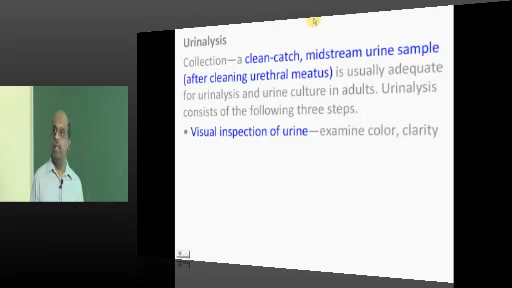 Urinalysis
Collection—a clean-catch, midstream urine sample
(after cleaning urethral meatus) is usually adequate
for urinalysis and urine culture in adults. Urinalysis
consists of the following three steps.
• Visual inspection of urine—examine color, clarity